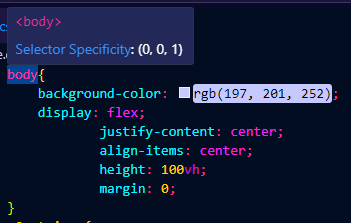 <body>
Selector Specificity: (0, 0, 1)
body{
background-color: rgb(197, 201, 252);
display: flex;
justify-content: center;
align-items: center;
height: 100vh;
margin: 0;
}